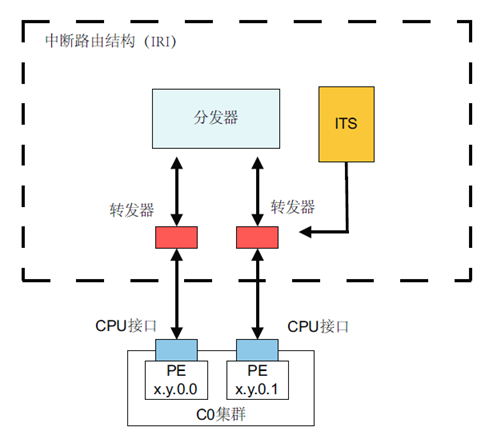 中断路由结构（IRI）
分发器
ITS
转发器
转发器
CPU接口
CPU接口
PE
x.y.0.0
PE
x.y.0.1
C0集群